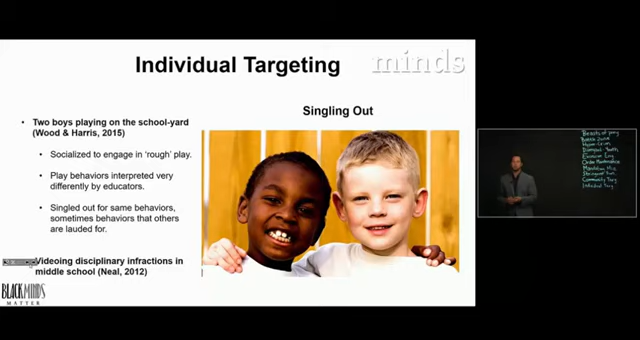 Individual Targeting
minds
Singling Out
Two boys playing on the school-yard
(Wood & Harris, 2015)
Socialized to engage in 'rough' play.
Play behaviors interpreted very
differently by educators.
Singled out for same behaviors,
sometimes behaviors that others
are lauded for.
Videoing disciplinary infractions in
middle school (Neal, 2012)
BLACKMINDS
MATTER